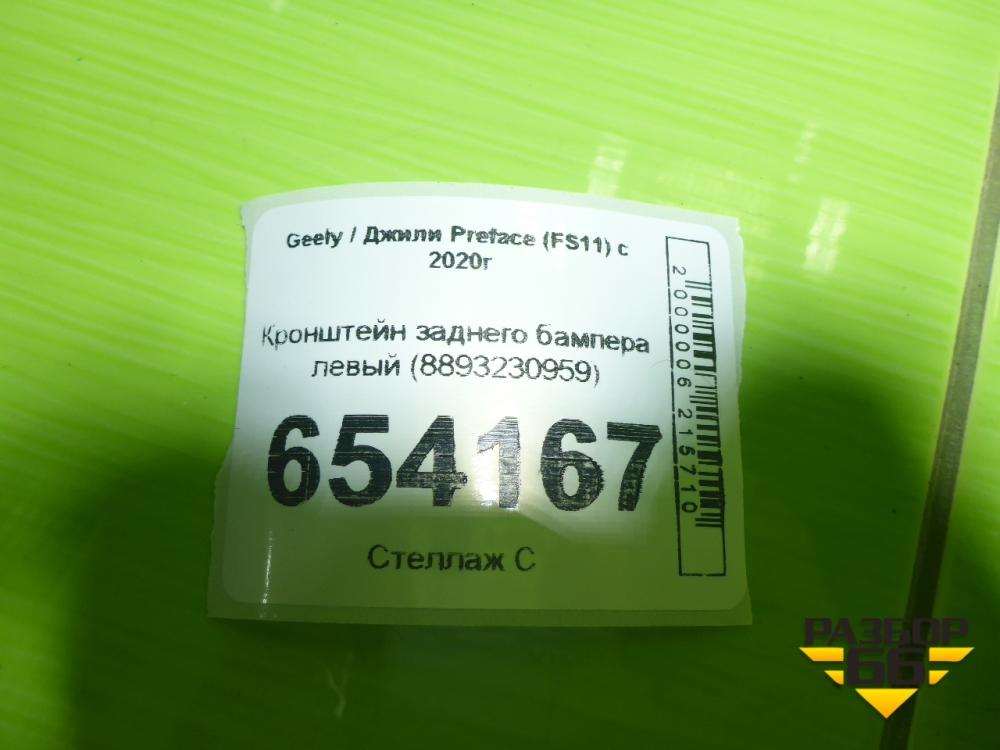 Geely / Джили Preface (FS11) с
2020г
Кронштейн заднего бампера
левый (8893230959)
654167
Стеллаж С
2000006215710
РАЗБОР
66